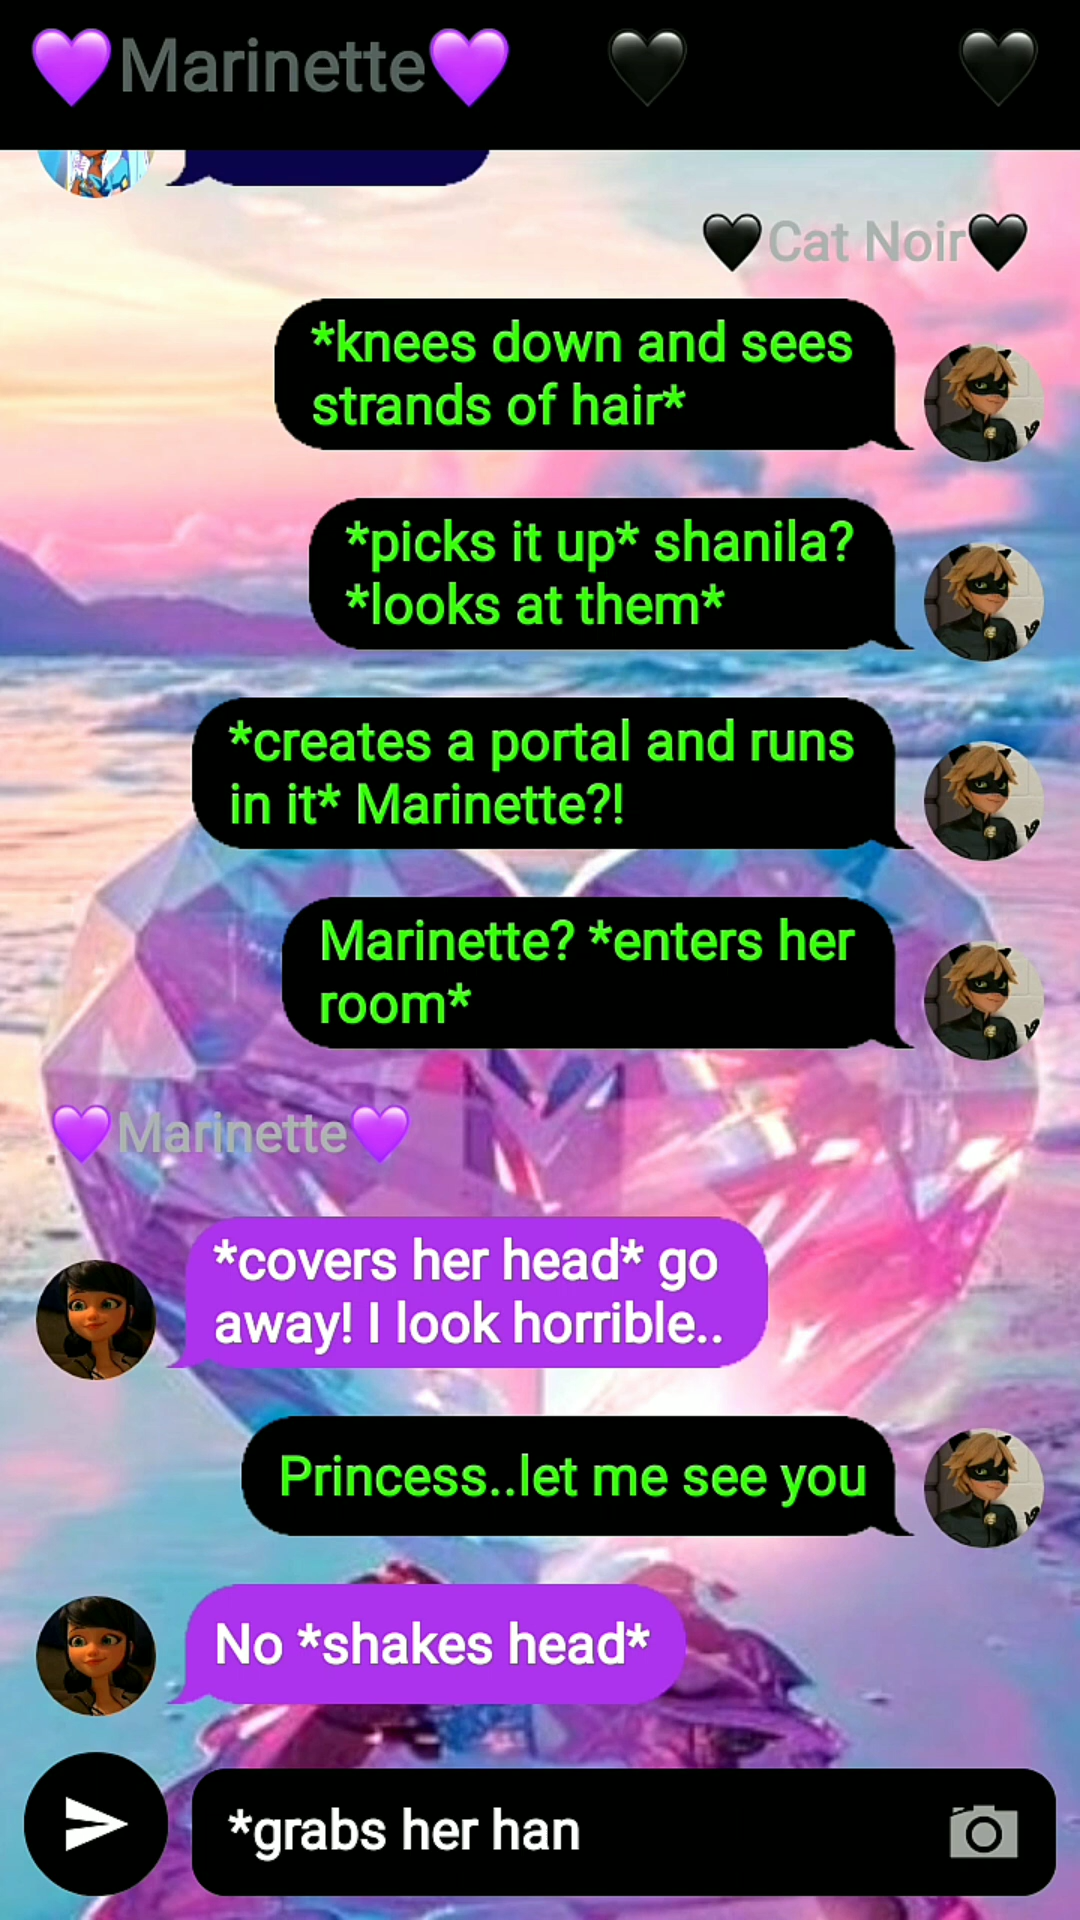 💜Marinette💜 🖤 🖤
🖤Cat Noir🖤
*knees down and sees
strands of hair*
*picks it up* shanila?
*looks at them*
*creates a portal and runs
in it* Marinette?!
Marinette? *enters her
room*
💜Marinette💜
*covers her head* go
away! I look horrible..
Princess..let me see you
No *shakes head*
*grabs her han